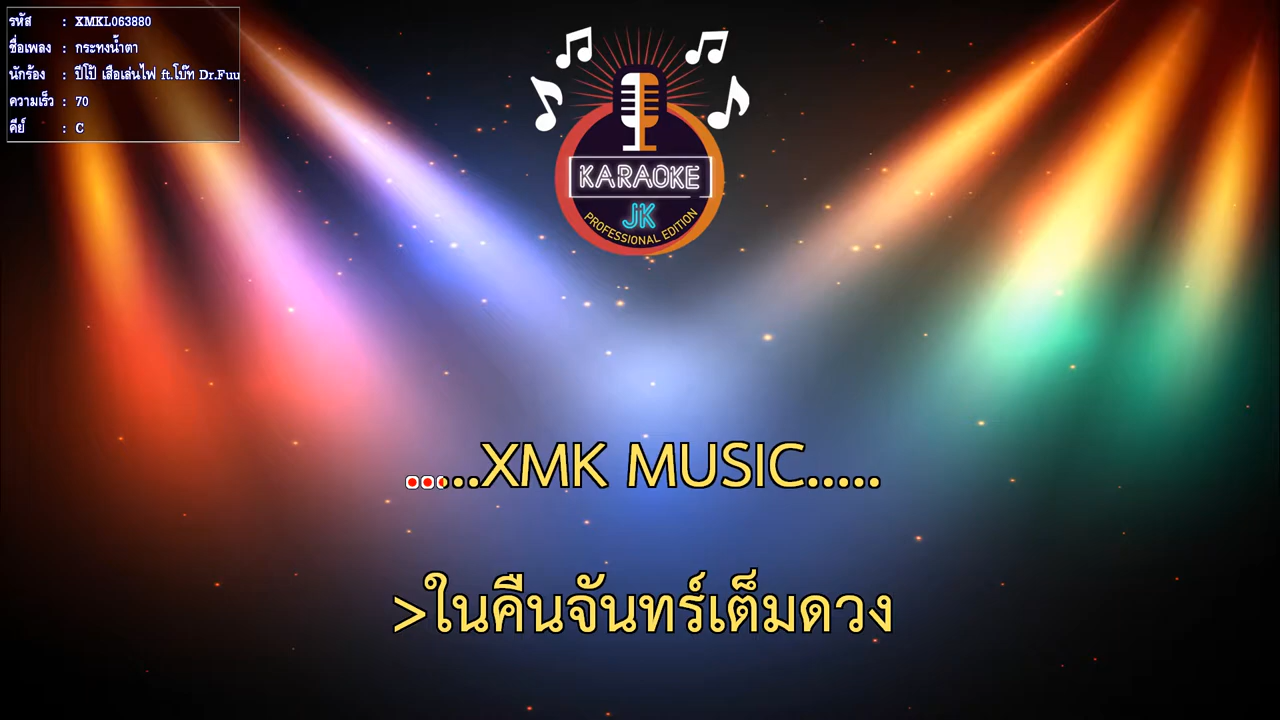 รหัส : XMKL063880
ชื่อเพลง : กระทงน้ำตา
นักร้อง : ปีโป้ เสือเล่นไฟ ft.โบ๊ท Dr.Fuu
ความเร็ว : 70
คีย์ : C
KARAOKE
JK
PROFESSIONAL EDITION
.....XMK MUSIC.....
>ในคืนจันทร์เต็มดวง